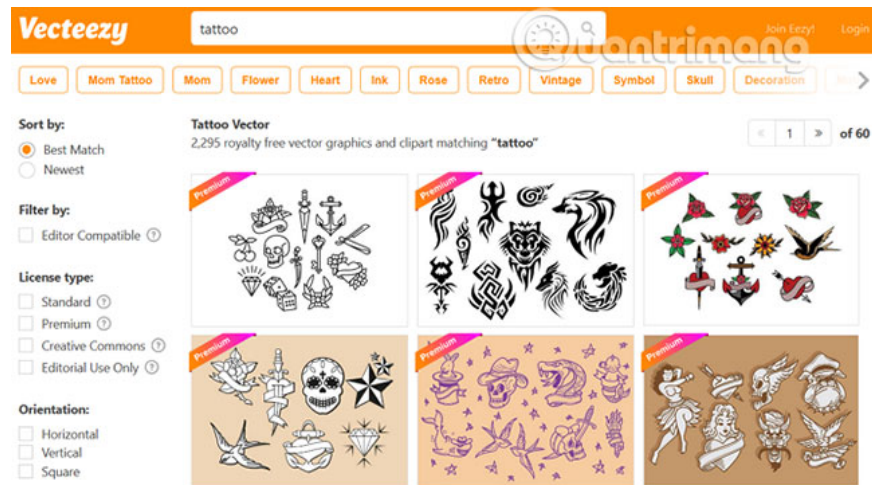 Vecteezy
tattoo
Quantrimang
Join Eezy!
Login
Love
Mom Tattoo
Mom
Flower
Heart
Ink
Rose
Retro
Vintage
Symbol
Skull
Decoration
Sort by:
Best Match
Newest
Filter by:
Editor Compatible ?
License type:
Standard ?
Premium ?
Creative Commons ?
Editorial Use Only ?
Orientation:
Horizontal
Vertical
Square
Tattoo Vector
2,295 royalty free vector graphics and clipart matching "tattoo"
« 1 » of 60
Premium
Premium
Premium
Premium
Premium
Premium